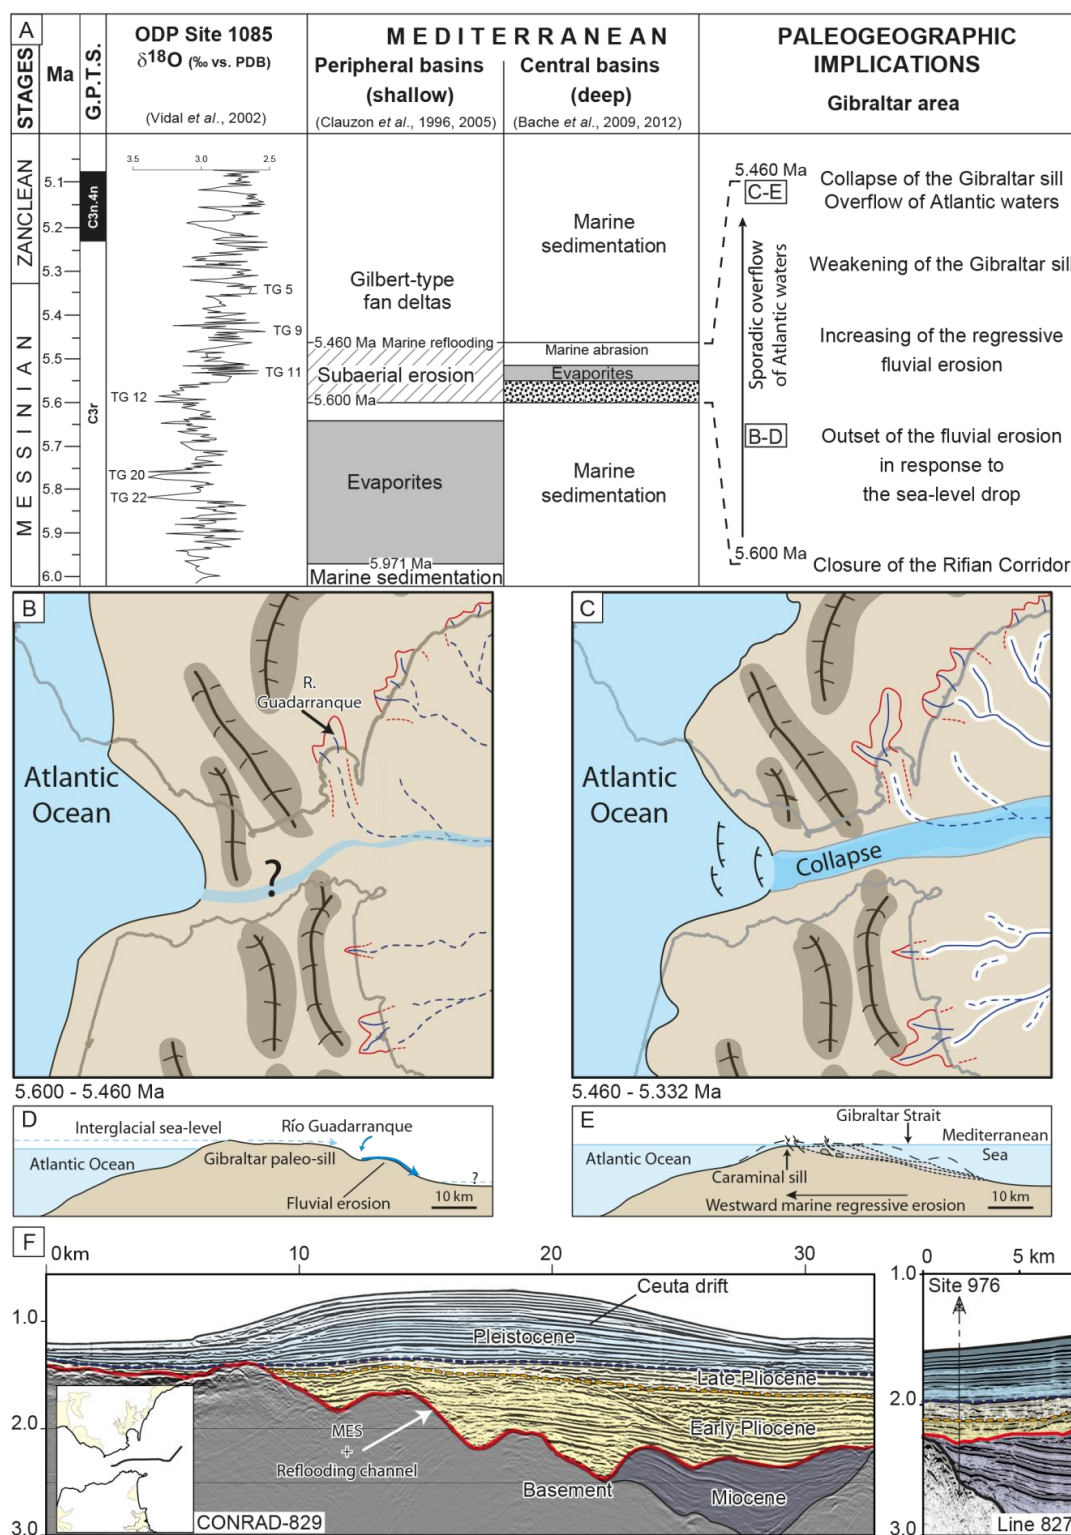 A
STAGES
Ma
G.P.T.S.
ODP Site 1085
δ18O (‰ vs. PDB)
(Vidal et al., 2002)
MEDITERRANEAN
Peripheral basins
(shallow)
(Clauzon et al., 1996, 2005)
Central basins
(deep)
(Bache et al., 2009, 2012)
PALEOGEOGRAPHIC
IMPLICATIONS
Gibraltar area
ZANCLEAN
MESSINIAN
5.1
5.2
5.3
5.4
5.5
5.6
5.7
5.8
5.9
6.0
C3n.4n
C3r
3.5 3.0 2.5
TG 5
TG 9
TG 11
TG 12
TG 20
TG 22
Gilbert-type
fan deltas
5.460 Ma Marine reflooding
Subaerial erosion
5.600 Ma
Evaporites
5.971 Ma
Marine sedimentation
Marine
sedimentation
Marine abrasion
Evaporites
Marine
sedimentation
5.460 Ma
C-E
Sporadic overflow
of Atlantic waters
B-D
5.600 Ma
Collapse of the Gibraltar sill
Overflow of Atlantic waters
Weakening of the Gibraltar sill
Increasing of the regressive
fluvial erosion
Outset of the fluvial erosion
in response to
the sea-level drop
Closure of the Rifian Corridor
B
R.
Guadarranque
Atlantic
Ocean
?
5.600 - 5.460 Ma
C
Atlantic
Ocean
Collapse
5.460 - 5.332 Ma
D
Interglacial sea-level
Río Guadarranque
Atlantic Ocean
Gibraltar paleo-sill
Fluvial erosion
?
10 km
E
Gibraltar Strait
Mediterranean
Sea
Atlantic Ocean
Caraminal sill
Westward marine regressive erosion
10 km
F
0km 10 20 30
1.0
2.0
3.0
Ceuta drift
Pleistocene
Late Pliocene
Early Pliocene
MES
+
Reflooding channel
Basement
Miocene
CONRAD-829
0 5 km
1.0
2.0
3.0
Site 976
Line 827